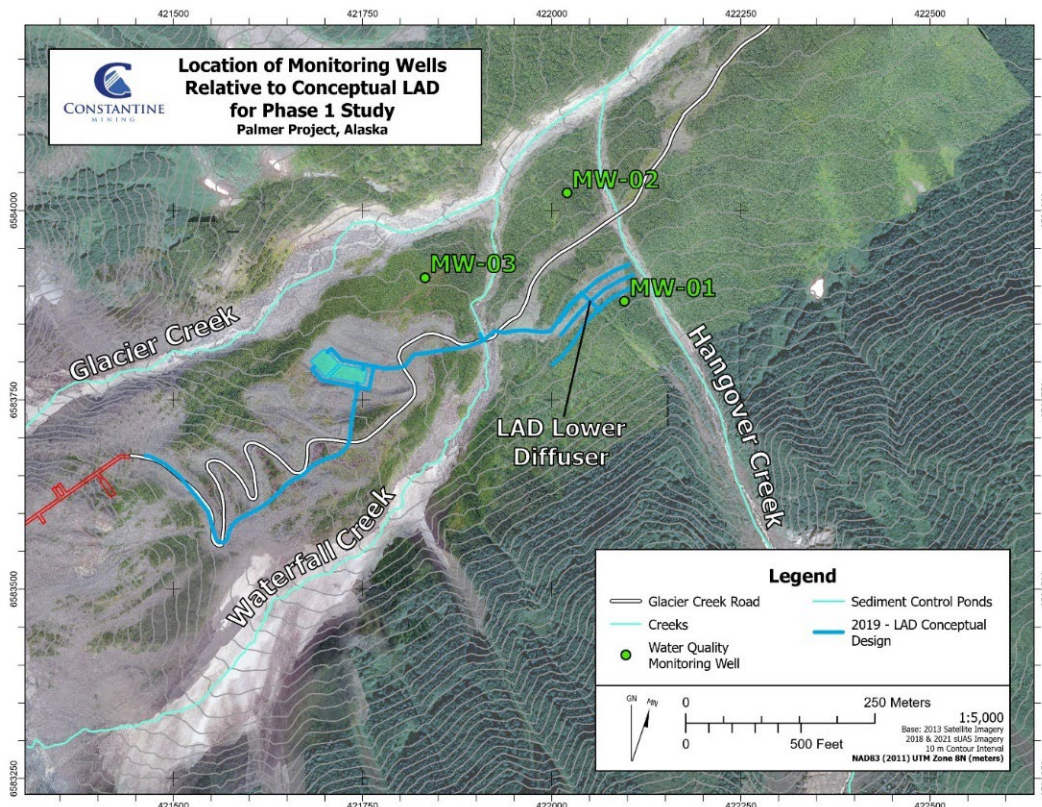 421500 421750 422000 422250 422500
CONSTANTINE
MINING
Location of Monitoring Wells
Relative to Conceptual LAD
for Phase 1 Study
Palmer Project, Alaska
MW-02
6584000
6584000
MW-03
MW-01
Glacier Creek
Hangover Creek
6583750
6583750
LAD Lower
Diffuser
Waterfall Creek
6583500
6583500
Legend
Glacier Creek Road
Creeks
Water Quality
Monitoring Well
Sediment Control Ponds
2019 - LAD Conceptual
Design
GN MN
0 250 Meters
0 500 Feet
1:5,000
Base: 2013 Satellite Imagery
2018 & 2021 sUAS Imagery
10 m Contour Interval
NAD83 (2011) UTM Zone 8N (meters)
6583250
6583250
421500 421750 422000 422250 422500